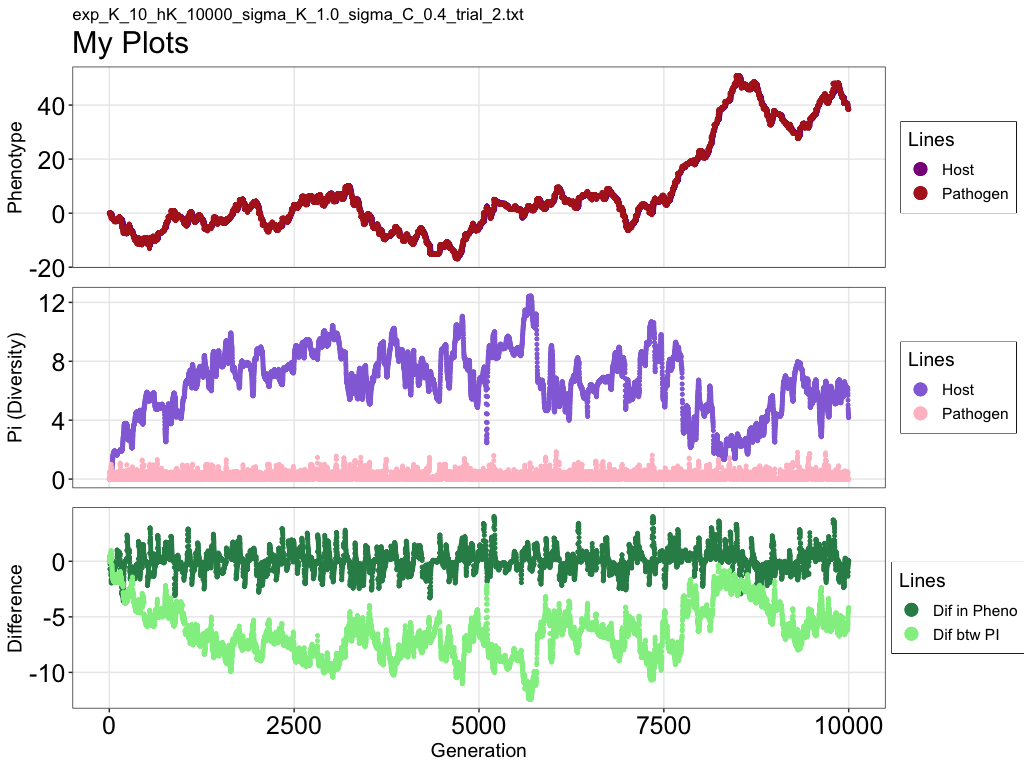 exp_K_10_hK_10000_sigma_K_1.0_sigma_C_0.4_trial_2.txt
My Plots
Phenotype
40
20
0
-20
Lines
Host
Pathogen
Pi (Diversity)
12
8
4
0
Lines
Host
Pathogen
Difference
0
-5
-10
Lines
Dif in Pheno
Dif btw PI
0 2500 5000 7500 10000
Generation